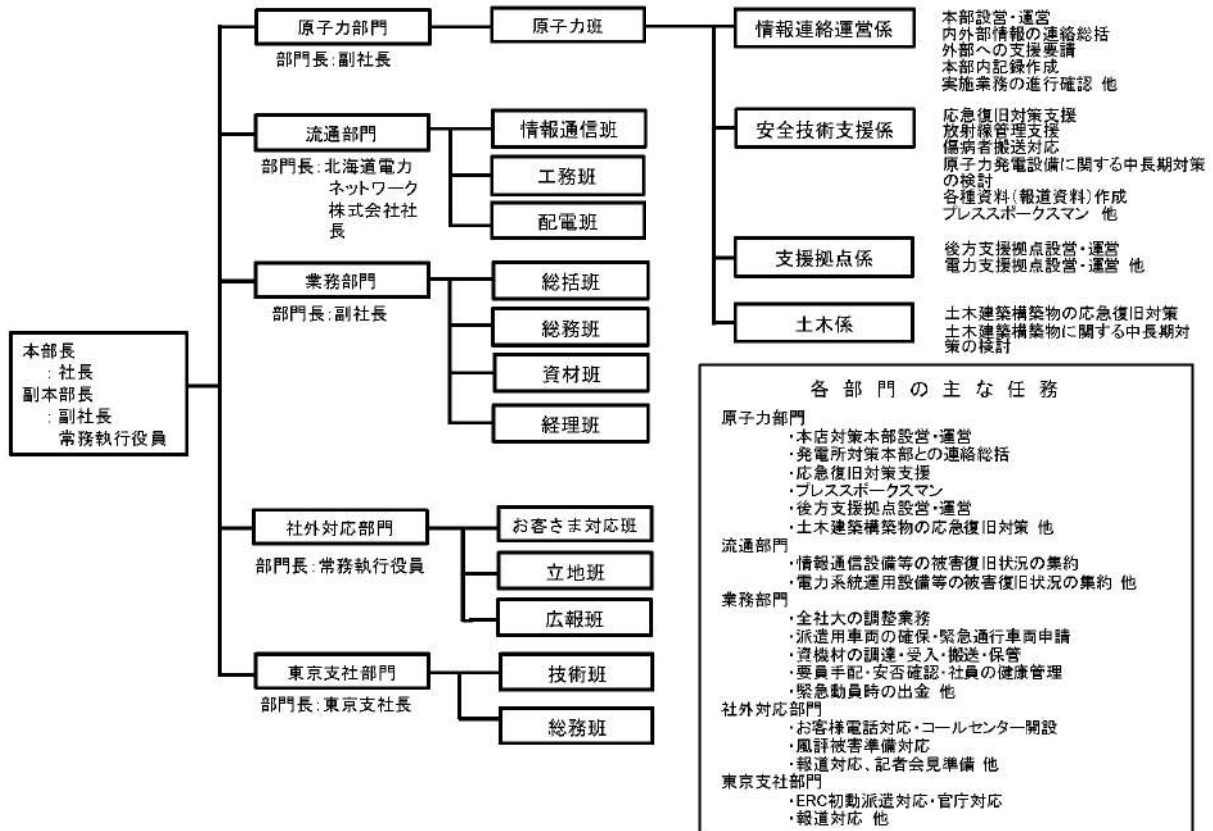 本部長
:社長
副本部長
:副社長
常務執行役員
原子力部門
部門長:副社長
原子力班
情報連絡運営係
本部設営・運営
内外部情報の連絡総括
外部への支援要請
本部内記録作成
実施業務の進行確認 他
安全技術支援係
応急復旧対策支援
放射線管理支援
傷病者搬送対応
原子力発電設備に関する中長期対策
の検討
各種資料(報道資料)作成
プレススポークスマン 他
支援拠点係
後方支援拠点設営・運営
電力支援拠点設営・運営 他
土木係
土木建築構築物の応急復旧対策
土木建築構築物に関する中長期対
策の検討
流通部門
部門長:北海道電力
ネットワーク
株式会社社
長
情報通信班
工務班
配電班
業務部門
部門長:副社長
総括班
総務班
資材班
経理班
社外対応部門
部門長:常務執行役員
お客さま対応班
立地班
広報班
東京支社部門
部門長:東京支社長
技術班
総務班
各部門の主な任務
原子力部門
・本店対策本部設営・運営
・発電所対策本部との連絡総括
・応急復旧対策支援
・プレススポークスマン
・後方支援拠点設営・運営
・土木建築構築物の応急復旧対策 他
流通部門
・情報通信設備等の被害復旧状況の集約
・電力系統運用設備等の被害復旧状況の集約 他
業務部門
・全社大の調整業務
・派遣用車両の確保・緊急通行車両申請
・資機材の調達・受入・搬送・保管
・要員手配・安否確認・社員の健康管理
・緊急動員時の出金 他
社外対応部門
・お客様電話対応・コールセンター開設
・風評被害準備対応
・報道対応、記者会見準備 他
東京支社部門
・ERC初動派遣対応・官庁対応
・報道対応 他